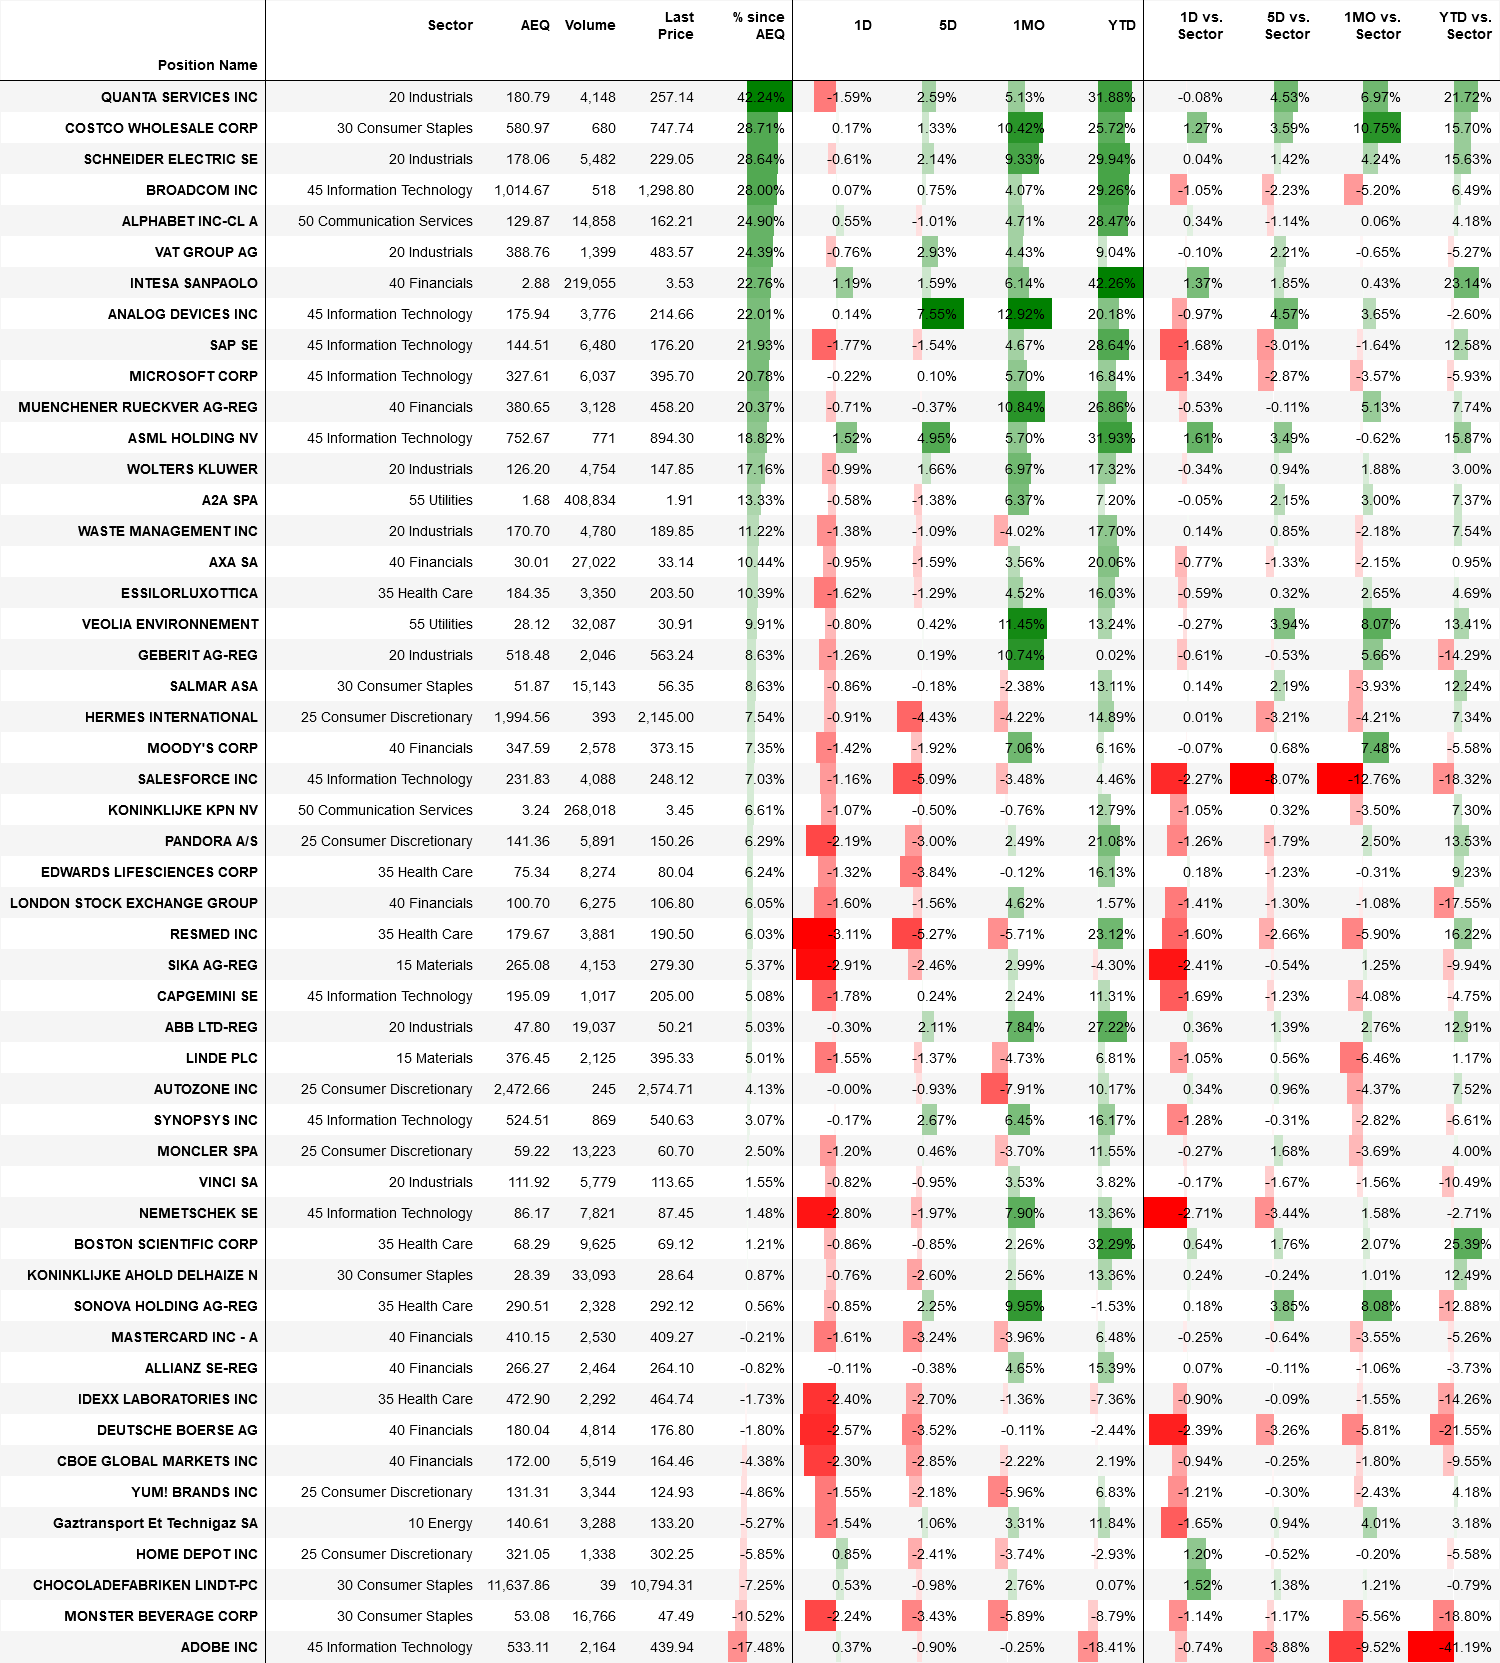 Sector AEQ Volume Last Price % since AEQ 1D 5D 1MO YTD 1D vs. Sector 5D vs. Sector 1MO vs. Sector YTD vs. Sector
Position Name
QUANTA SERVICES INC 20 Industrials 180.79 4,148 257.14 42.24% -1.59% 2.59% 5.13% 31.88% -0.08% 4.53% 6.97% 21.72%
COSTCO WHOLESALE CORP 30 Consumer Staples 580.97 680 747.74 28.71% 0.17% 1.33% 10.42% 25.72% 1.27% 3.59% 10.75% 15.70%
SCHNEIDER ELECTRIC SE 20 Industrials 178.06 5,482 229.05 28.64% -0.61% 2.14% 9.33% 29.94% 0.04% 1.42% 4.24% 15.63%
BROADCOM INC 45 Information Technology 1,014.67 518 1,298.80 28.00% 0.07% 0.75% 4.07% 29.26% -1.05% -2.23% -5.20% 6.49%
ALPHABET INC-CL A 50 Communication Services 129.87 14,858 162.21 24.90% 0.55% -1.01% 4.71% 28.47% 0.34% -1.14% 0.06% 4.18%
VAT GROUP AG 20 Industrials 388.76 1,399 483.57 24.39% -0.76% 2.93% 4.43% 9.04% -0.10% 2.21% -0.65% -5.27%
INTESA SANPAOLO 40 Financials 2.88 219,055 3.53 22.76% 1.19% 1.59% 6.14% 42.26% 1.37% 1.85% 0.43% 23.14%
ANALOG DEVICES INC 45 Information Technology 175.94 3,776 214.66 22.01% 0.14% 7.55% 12.92% 20.18% -0.97% 4.57% 3.65% -2.60%
SAP SE 45 Information Technology 144.51 6,480 176.20 21.93% -1.77% -1.54% 4.67% 28.64% -1.68% -3.01% -1.64% 12.58%
MICROSOFT CORP 45 Information Technology 327.61 6,037 395.70 20.78% -0.22% 0.10% 5.70% 16.84% -1.34% -2.87% -3.57% -5.93%
MUENCHENER RUECKVER AG-REG 40 Financials 380.65 3,128 458.20 20.37% -0.71% -0.37% 10.84% 26.86% -0.53% -0.11% 5.13% 7.74%
ASML HOLDING NV 45 Information Technology 752.67 771 894.30 18.82% 1.52% 4.95% 5.70% 31.93% 1.61% 3.49% -0.62% 15.87%
WOLTERS KLUWER 20 Industrials 126.20 4,754 147.85 17.16% -0.99% 1.66% 6.97% 17.32% -0.34% 0.94% 1.88% 3.00%
A2A SPA 55 Utilities 1.68 408,834 1.91 13.33% -0.58% -1.38% 6.37% 7.20% -0.05% 2.15% 3.00% 7.37%
WASTE MANAGEMENT INC 20 Industrials 170.70 4,780 189.85 11.22% -1.38% -1.09% -4.02% 17.70% 0.14% 0.85% -2.18% 7.54%
AXA SA 40 Financials 30.01 27,022 33.14 10.44% -0.95% -1.59% 3.56% 20.06% -0.77% -1.33% -2.15% 0.95%
ESSILORLUXOTTICA 35 Health Care 184.35 3,350 203.50 10.39% -1.62% -1.29% 4.52% 16.03% -0.59% 0.32% 2.65% 4.69%
VEOLIA ENVIRONNEMENT 55 Utilities 28.12 32,087 30.91 9.91% -0.80% 0.42% 11.45% 13.24% -0.27% 3.94% 8.07% 13.41%
GEBERIT AG-REG 20 Industrials 518.48 2,046 563.24 8.63% -1.26% 0.19% 10.74% 0.02% -0.61% -0.53% 5.66% -14.29%
SALMAR ASA 30 Consumer Staples 51.87 15,143 56.35 8.63% -0.86% -0.18% -2.38% 13.11% 0.14% 2.19% -3.93% 12.24%
HERMES INTERNATIONAL 25 Consumer Discretionary 1,994.56 393 2,145.00 7.54% -0.91% -4.43% -4.22% 14.89% 0.01% -3.21% -4.21% 7.34%
MOODY'S CORP 40 Financials 347.59 2,578 373.15 7.35% -1.42% -1.92% 7.06% 6.16% -0.07% 0.68% 7.48% -5.58%
SALESFORCE INC 45 Information Technology 231.83 4,088 248.12 7.03% -1.16% -5.09% -3.48% 4.46% -2.27% -8.07% -12.76% -18.32%
KONINKLIJKE KPN NV 50 Communication Services 3.24 268,018 3.45 6.61% -1.07% -0.50% -0.76% 12.79% -1.05% 0.32% -3.50% 7.30%
PANDORA A/S 25 Consumer Discretionary 141.36 5,891 150.26 6.29% -2.19% -3.00% 2.49% 21.08% -1.26% -1.79% 2.50% 13.53%
EDWARDS LIFESCIENCES CORP 35 Health Care 75.34 8,274 80.04 6.24% -1.32% -3.84% -0.12% 16.13% 0.18% -1.23% -0.31% 9.23%
LONDON STOCK EXCHANGE GROUP 40 Financials 100.70 6,275 106.80 6.05% -1.60% -1.56% 4.62% 1.57% -1.41% -1.30% -1.08% -17.55%
RESMED INC 35 Health Care 179.67 3,881 190.50 6.03% -3.11% -5.27% -5.71% 23.12% -1.60% -2.66% -5.90% 16.22%
SIKA AG-REG 15 Materials 265.08 4,153 279.30 5.37% -2.91% -2.46% 2.99% -4.30% -2.41% -0.54% 1.25% -9.94%
CAPGEMINI SE 45 Information Technology 195.09 1,017 205.00 5.08% -1.78% 0.24% 2.24% 11.31% -1.69% -1.23% -4.08% -4.75%
ABB LTD-REG 20 Industrials 47.80 19,037 50.21 5.03% -0.30% 2.11% 7.84% 27.22% 0.36% 1.39% 2.76% 12.91%
LINDE PLC 15 Materials 376.45 2,125 395.33 5.01% -1.55% -1.37% -4.73% 6.81% -1.05% 0.56% -6.46% 1.17%
AUTOZONE INC 25 Consumer Discretionary 2,472.66 245 2,574.71 4.13% -0.00% -0.93% -7.91% 10.17% 0.34% 0.96% -4.37% 7.52%
SYNOPSYS INC 45 Information Technology 524.51 869 540.63 3.07% -0.17% 2.67% 6.45% 16.17% -1.28% -0.31% -2.82% -6.61%
MONCLER SPA 25 Consumer Discretionary 59.22 13,223 60.70 2.50% -1.20% 0.46% -3.70% 11.55% -0.27% 1.68% -3.69% 4.00%
VINCI SA 20 Industrials 111.92 5,779 113.65 1.55% -0.82% -0.95% 3.53% 3.82% -0.17% -1.67% -1.56% -10.49%
NEMETSCHEK SE 45 Information Technology 86.17 7,821 87.45 1.48% -2.80% -1.97% 7.90% 13.36% -2.71% -3.44% 1.58% -2.71%
BOSTON SCIENTIFIC CORP 35 Health Care 68.29 9,625 69.12 1.21% -0.86% -0.85% 2.26% 32.29% 0.64% 1.76% 2.07% 25.39%
KONINKLIJKE AHOLD DELHAIZE N 30 Consumer Staples 28.39 33,093 28.64 0.87% -0.76% -2.60% 2.56% 13.36% 0.24% -0.24% 1.01% 12.49%
SONOVA HOLDING AG-REG 35 Health Care 290.51 2,328 292.12 0.56% -0.85% 2.25% 9.95% -1.53% 0.18% 3.85% 8.08% -12.88%
MASTERCARD INC - A 40 Financials 410.15 2,530 409.27 -0.21% -1.61% -3.24% -3.96% 6.48% -0.25% -0.64% -3.55% -5.26%
ALLIANZ SE-REG 40 Financials 266.27 2,464 264.10 -0.82% -0.11% -0.38% 4.65% 15.39% 0.07% -0.11% -1.06% -3.73%
IDEXX LABORATORIES INC 35 Health Care 472.90 2,292 464.74 -1.73% -2.40% -2.70% -1.36% -7.36% -0.90% -0.09% -1.55% -14.26%
DEUTSCHE BOERSE AG 40 Financials 180.04 4,814 176.80 -1.80% -2.57% -3.52% -0.11% -2.44% -2.39% -3.26% -5.81% -21.55%
CBOE GLOBAL MARKETS INC 40 Financials 172.00 5,519 164.46 -4.38% -2.30% -2.85% -2.22% 2.19% -0.94% -0.25% -1.80% -9.55%
YUM! BRANDS INC 25 Consumer Discretionary 131.31 3,344 124.93 -4.86% -1.55% -2.18% -5.96% 6.83% -1.21% -0.30% -2.43% 4.18%
Gaztransport Et Technigaz SA 10 Energy 140.61 3,288 133.20 -5.27% -1.54% 1.06% 3.31% 11.84% -1.65% 0.94% 4.01% 3.18%
HOME DEPOT INC 25 Consumer Discretionary 321.05 1,338 302.25 -5.85% 0.85% -2.41% -3.74% -2.93% 1.20% -0.52% -0.20% -5.58%
CHOCOLADEFABRIKEN LINDT-PC 30 Consumer Staples 11,637.86 39 10,794.31 -7.25% 0.53% -0.98% 2.76% 0.07% 1.52% 1.38% 1.21% -0.79%
MONSTER BEVERAGE CORP 30 Consumer Staples 53.08 16,766 47.49 -10.52% -2.24% -3.43% -5.89% -8.79% -1.14% -1.17% -5.56% -18.80%
ADOBE INC 45 Information Technology 533.11 2,164 439.94 -17.48% 0.37% -0.90% -0.25% -18.41% -0.74% -3.88% -9.52% -41.19%